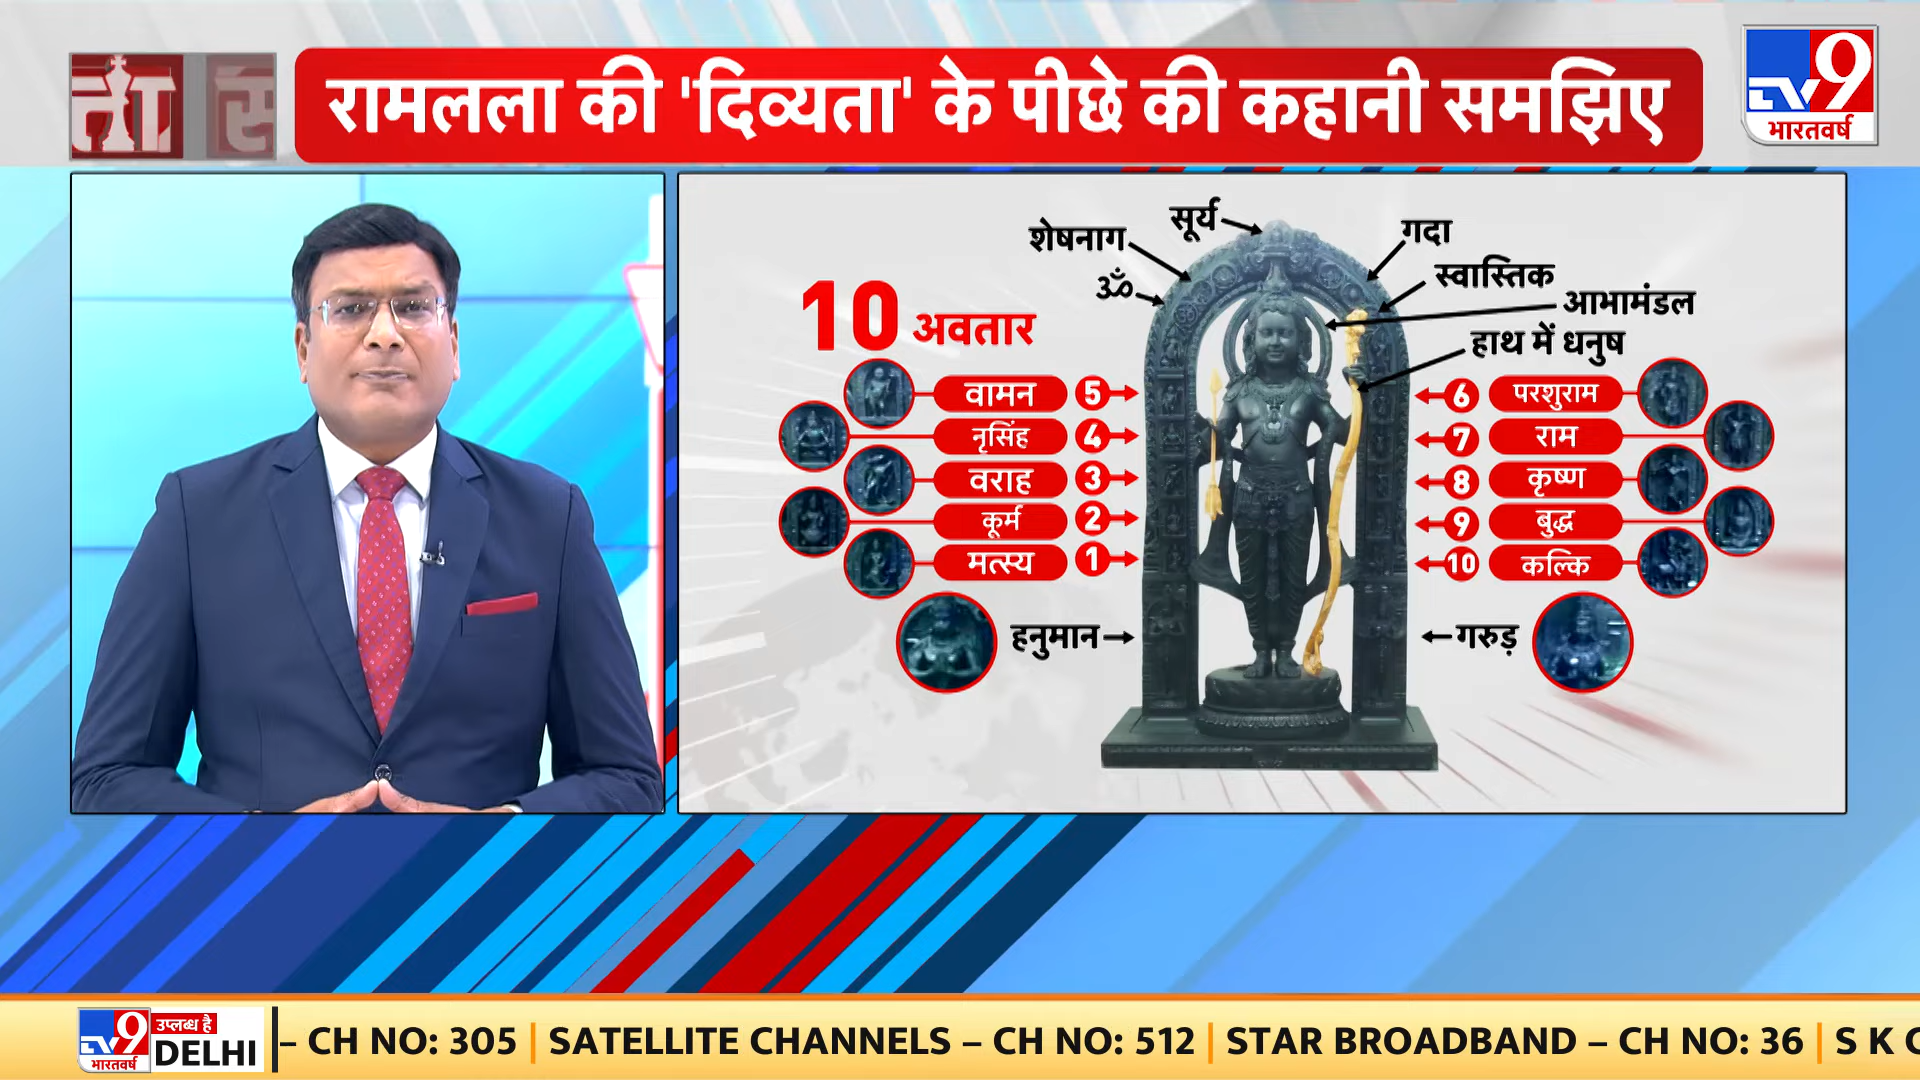 रामलला की 'दिव्यता' के पीछे की कहानी समझिए
TV9
भारतवर्ष
सूर्य
शेषनाग
ॐ
गदा
स्वास्तिक
आभामंडल
हाथ में धनुष
10 अवतार
वामन 5
नृसिंह 4
वराह 3
कूर्म 2
मत्स्य 1
6 परशुराम
7 राम
8 कृष्ण
9 बुद्ध
10 कल्कि
हनुमान
गरुड़
TV9
भारतवर्ष
उपलब्ध है
DELHI
– CH NO: 305 | SATELLITE CHANNELS – CH NO: 512 | STAR BROADBAND – CH NO: 36 | S K